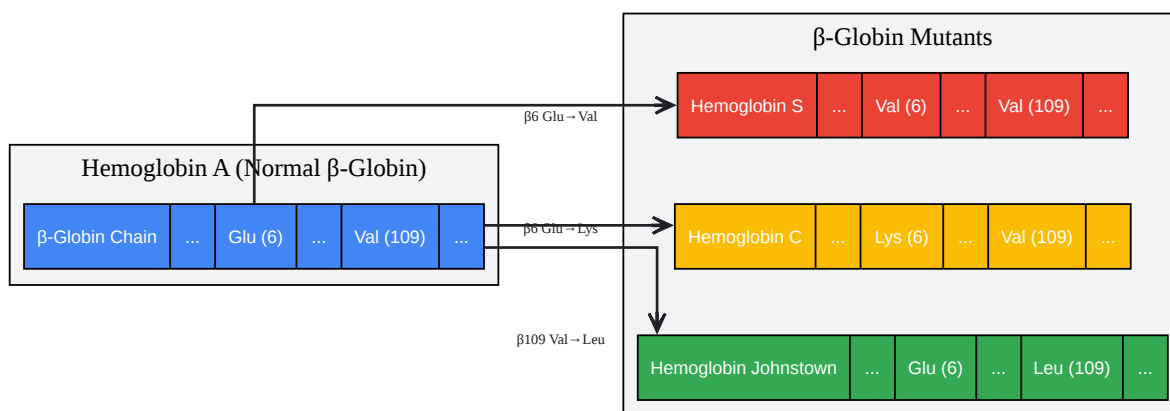 β-Globin Mutants
Hemoglobin S ... Val (6) ... Val (109) ...
β6 Glu→Val
Hemoglobin A (Normal β-Globin)
β-Globin Chain ... Glu (6) ... Val (109) ...
β6 Glu→Lys
Hemoglobin C ... Lys (6) ... Val (109) ...
β109 Val→Leu
Hemoglobin Johnstown ... Glu (6) ... Leu (109) ...